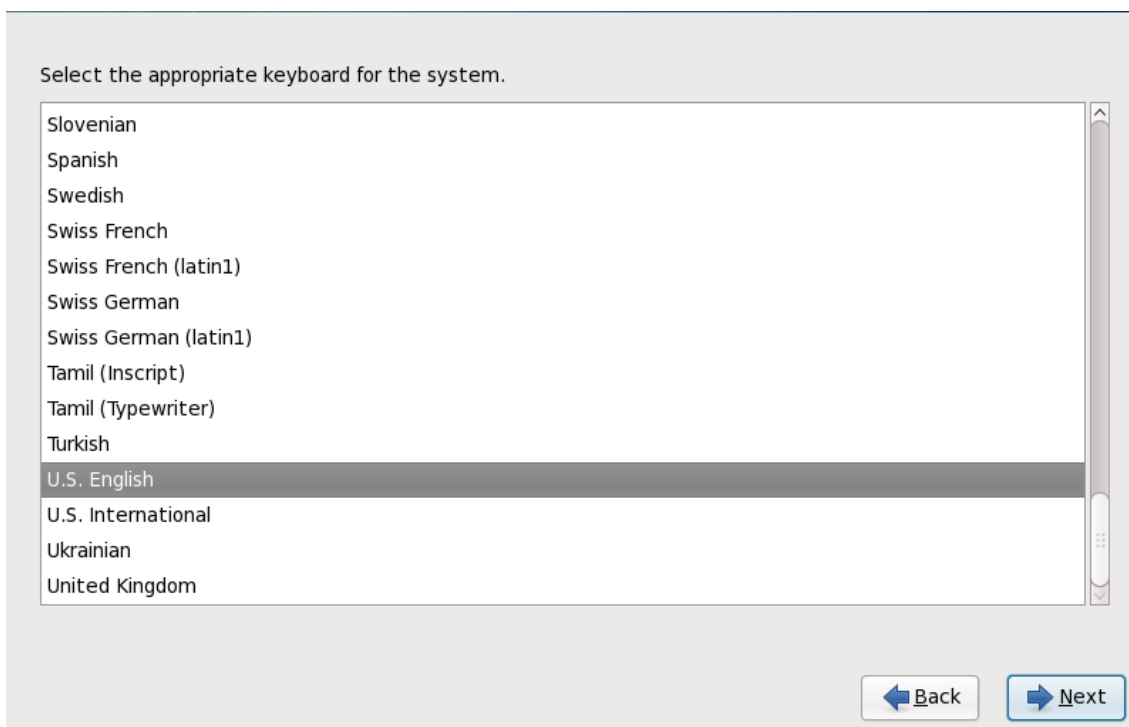 Select the appropriate keyboard for the system.
Slovenian
Spanish
Swedish
Swiss French
Swiss French (latin1)
Swiss German
Swiss German (latin1)
Tamil (Inscript)
Tamil (Typewriter)
Turkish
U.S. English
U.S. International
Ukrainian
United Kingdom
Back
Next